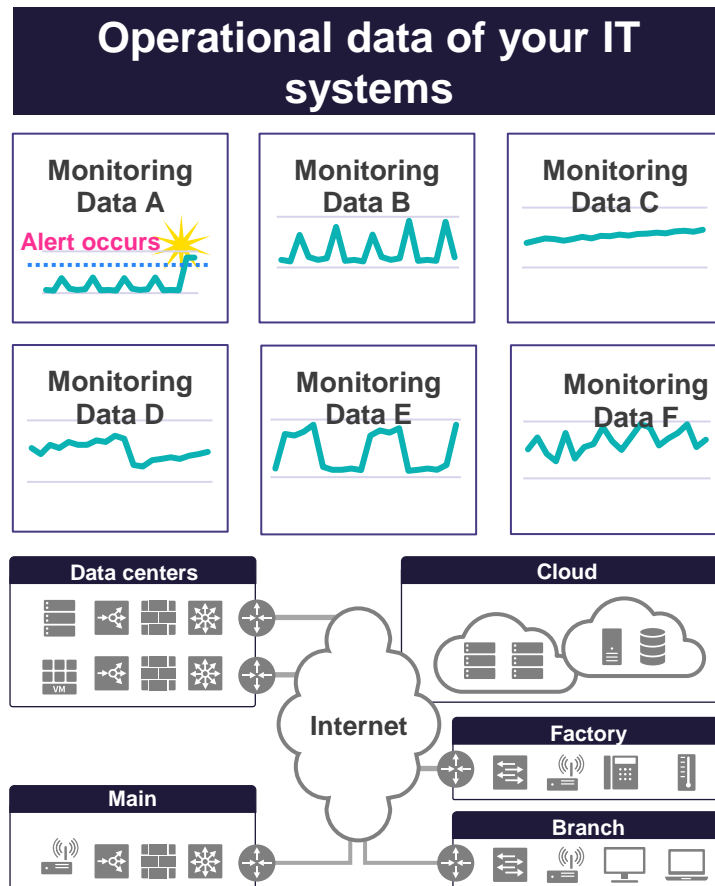 Operational data of your IT
systems
Monitoring
Data A
Alert occurs
Monitoring
Data B
Monitoring
Data C
Monitoring
Data D
Monitoring
Data E
Monitoring
Data F
Data centers
VM
Cloud
Internet
Factory
Main
Branch